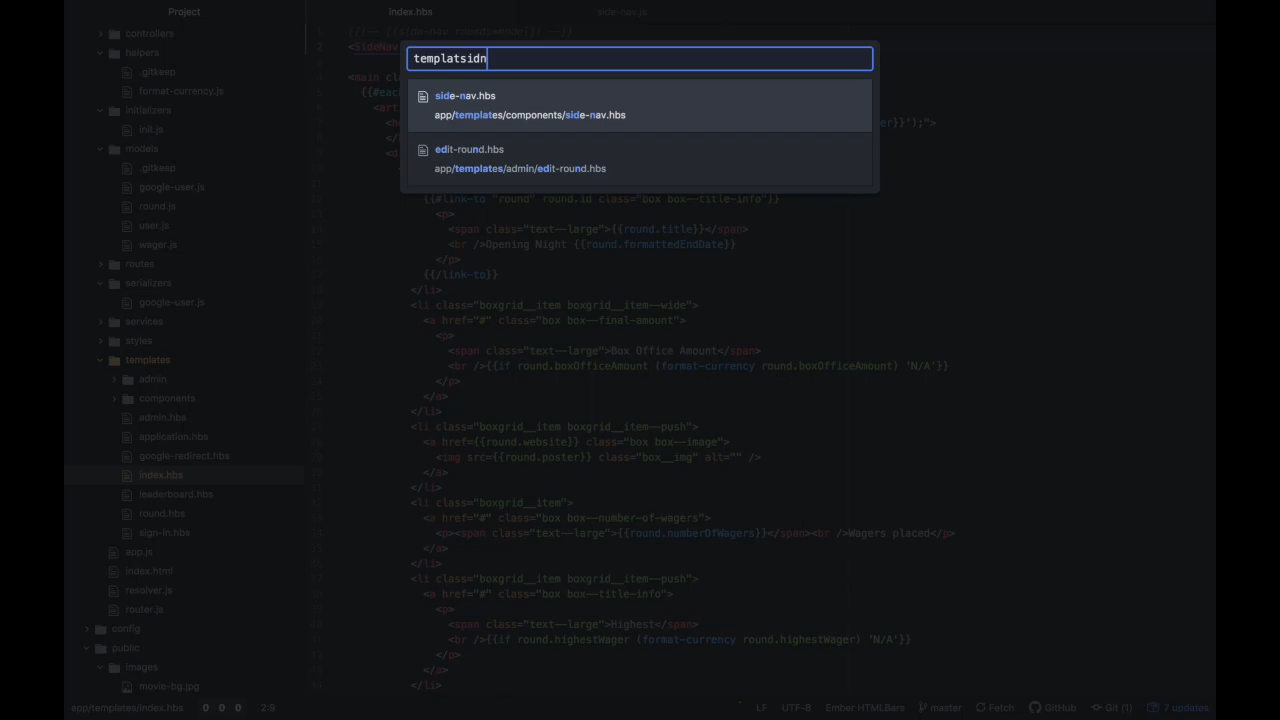 Project
controllers
helpers
.gitkeep
format-currency.js
initializers
init.js
models
.gitkeep
google-user.js
round.js
user.js
wager.js
routes
serializers
google-user.js
services
styles
templates
admin
components
admin.hbs
application.hbs
google-redirect.hbs
index.hbs
leaderboard.hbs
round.hbs
sign-in.hbs
app.js
index.html
resolver.js
router.js
config
public
images
movie-bg.jpg
index.hbs
side-nav.js
templatsidn
side-nav.hbs
app/templates/components/side-nav.hbs
edit-round.hbs
app/templates/admin/edit-round.hbs
2 <SideNav
<main
{{#each
{{#link-to "round" round.id class="box box--title-info"}}
<p>
<span class="text--large">{{round.title}}</span>
<br />Opening Night {{round.formattedEndDate}}
</p>
{{/link-to}}
</li>
<li class="boxgrid__item boxgrid__item--wide">
<a href="#" class="box box--final-amount">
<p>
<span class="text--large">Box Office Amount</span>
<br />{{if round.boxOfficeAmount (format-currency round.boxOfficeAmount) 'N/A'}}
</p>
</a>
</li>
<li class="boxgrid__item boxgrid__item--push">
<a href={{round.website}} class="box box--image">
<img src={{round.poster}} class="box__img" alt="" />
</a>
</li>
<li class="boxgrid__item">
<a href="#" class="box box--number-of-wagers">
<p><span class="text--large">{{round.numberOfWagers}}</span><br />Wagers placed</p>
</a>
</li>
<li class="boxgrid__item boxgrid__item--push">
<a href="#" class="box box--title-info">
<p>
<span class="text--large">Highest</span>
<br />{{if round.highestWager (format-currency round.highestWager) 'N/A'}}
</p>
</a>
</li>
app/templates/index.hbs 0 0 0 2:9 LF UTF-8 Ember HTMLBars master Fetch GitHub Git (1) 7 updates